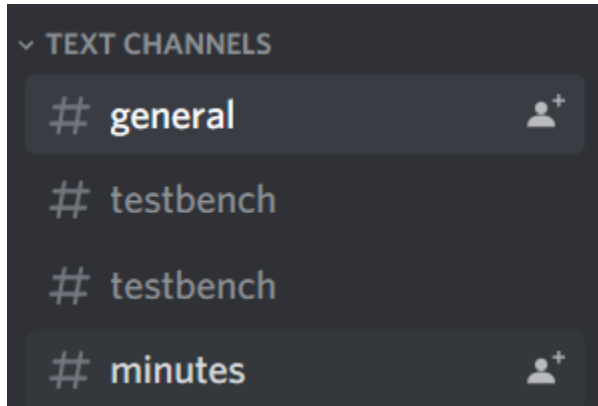 TEXT CHANNELS
# general
# testbench
# testbench
# minutes